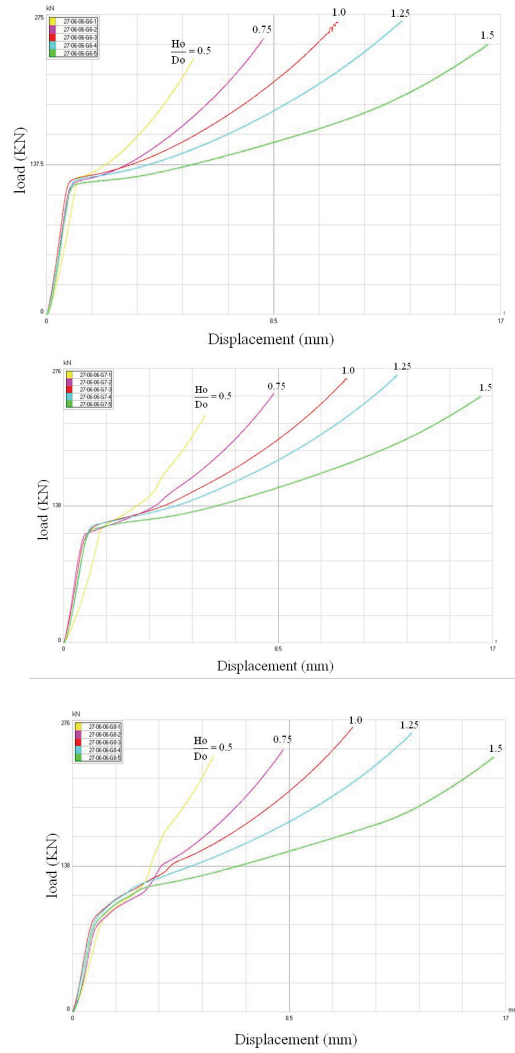 kN
275
27-06-06-G6-1
27-06-06-G6-2
27-06-06-G6-3
27-06-06-G6-4
27-06-06-G6-5
Ho
Do = 0.5
0.75
1.0
1.25
1.5
load (KN)
137.5
0
0
8.5
17
Displacement (mm)
kN
276
27-06-06-G7-1
27-06-06-G7-2
27-06-06-G7-3
27-06-06-G7-4
27-06-06-G7-5
Ho
Do = 0.5
0.75
1.0
1.25
1.5
load (KN)
138
0
0
8.5
17
Displacement (mm)
kN
276
27-06-06-G8-1
27-06-06-G8-2
27-06-06-G8-3
27-06-06-G8-4
27-06-06-G8-5
Ho
Do = 0.5
0.75
1.0
1.25
1.5
load (KN)
138
0
0
8.5
17
Displacement (mm)